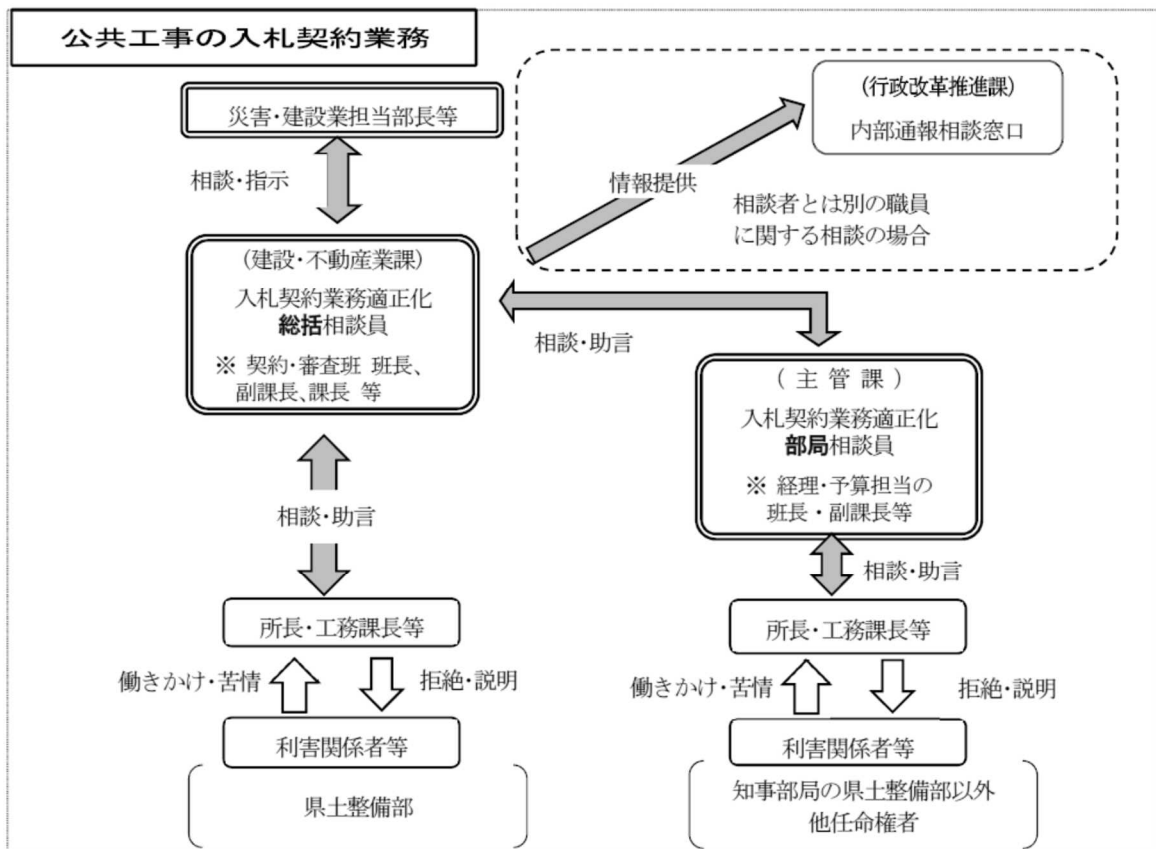 公共工事の入札契約業務
災害・建設業担当部長等
(行政改革推進課)
内部通報相談窓口
相談・指示
情報提供
相談者とは別の職員
に関する相談の場合
(建設・不動産業課)
入札契約業務適正化
総括相談員
※ 契約・審査班 班長、
副課長、課長 等
相談・助言
(主管課)
入札契約業務適正化
部局相談員
※ 経理・予算担当の
班長・副課長等
相談・助言
相談・助言
所長・工務課長等
所長・工務課長等
働きかけ・苦情
拒絶・説明
働きかけ・苦情
拒絶・説明
利害関係者等
利害関係者等
県土整備部
知事部局の県土整備部以外
他任命権者